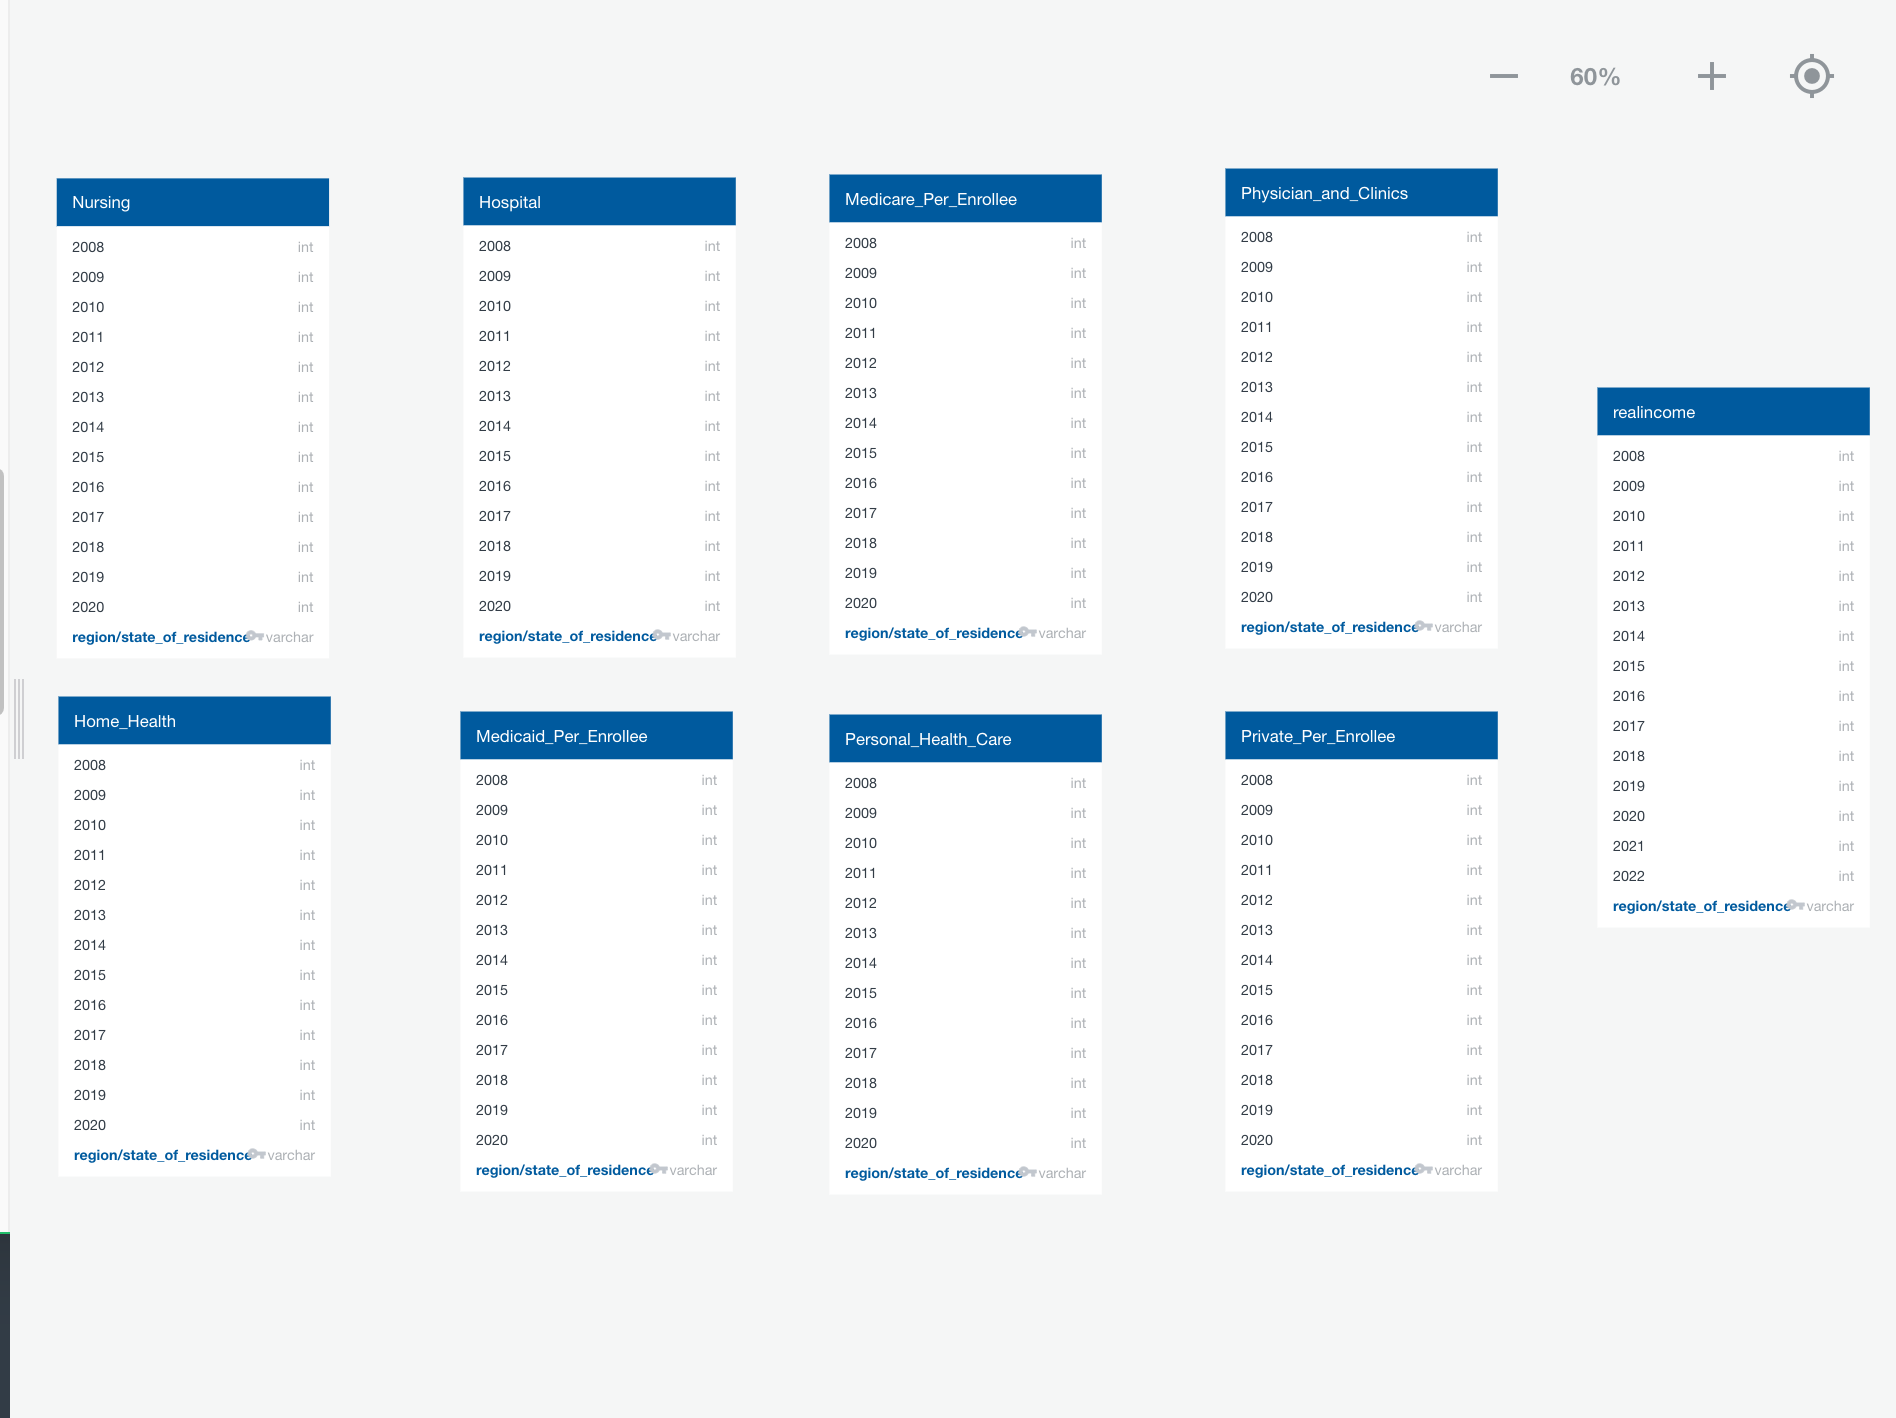 60%
Nursing
2008 int
2009 int
2010 int
2011 int
2012 int
2013 int
2014 int
2015 int
2016 int
2017 int
2018 int
2019 int
2020 int
region/state_of_residence varchar
Hospital
2008 int
2009 int
2010 int
2011 int
2012 int
2013 int
2014 int
2015 int
2016 int
2017 int
2018 int
2019 int
2020 int
region/state_of_residence varchar
Medicare_Per_Enrollee
2008 int
2009 int
2010 int
2011 int
2012 int
2013 int
2014 int
2015 int
2016 int
2017 int
2018 int
2019 int
2020 int
region/state_of_residence varchar
Physician_and_Clinics
2008 int
2009 int
2010 int
2011 int
2012 int
2013 int
2014 int
2015 int
2016 int
2017 int
2018 int
2019 int
2020 int
region/state_of_residence varchar
realincome
2008 int
2009 int
2010 int
2011 int
2012 int
2013 int
2014 int
2015 int
2016 int
2017 int
2018 int
2019 int
2020 int
2021 int
2022 int
region/state_of_residence varchar
Home_Health
2008 int
2009 int
2010 int
2011 int
2012 int
2013 int
2014 int
2015 int
2016 int
2017 int
2018 int
2019 int
2020 int
region/state_of_residence varchar
Medicaid_Per_Enrollee
2008 int
2009 int
2010 int
2011 int
2012 int
2013 int
2014 int
2015 int
2016 int
2017 int
2018 int
2019 int
2020 int
region/state_of_residence varchar
Personal_Health_Care
2008 int
2009 int
2010 int
2011 int
2012 int
2013 int
2014 int
2015 int
2016 int
2017 int
2018 int
2019 int
2020 int
region/state_of_residence varchar
Private_Per_Enrollee
2008 int
2009 int
2010 int
2011 int
2012 int
2013 int
2014 int
2015 int
2016 int
2017 int
2018 int
2019 int
2020 int
region/state_of_residence varchar